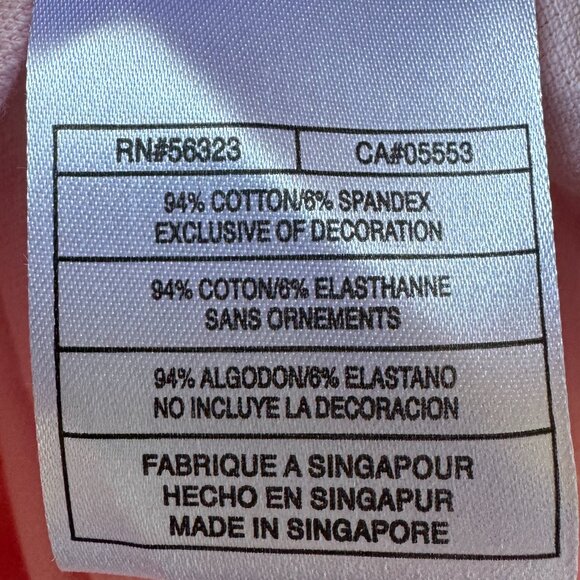 RN#56323 CA#05553
94% COTTON/6% SPANDEX
EXCLUSIVE OF DECORATION
94% COTON/6% ELASTHANNE
SANS ORNEMENTS
94% ALGODON/6% ELASTANO
NO INCLUYE LA DECORACION
FABRIQUE A SINGAPOUR
HECHO EN SINGAPUR
MADE IN SINGAPORE